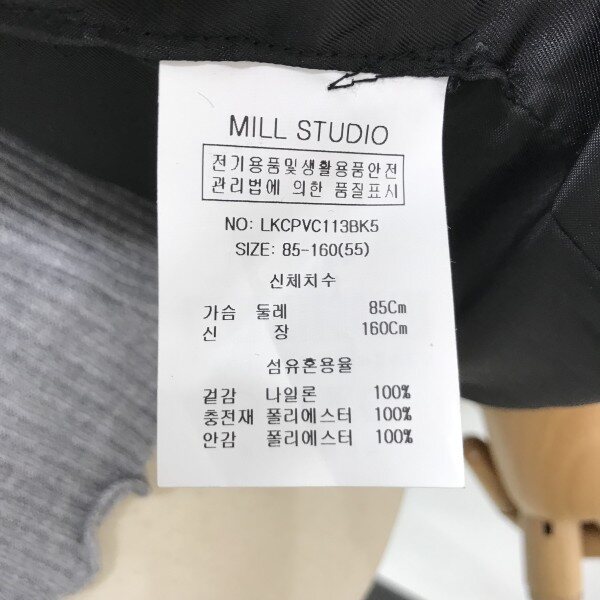 MILL STUDIO
전기용품및생활용품안전
관리법에 의한 품질표시
NO: LKCPVC113BK5
SIZE: 85-160(55)
신체치수
가슴 둘레 85Cm
신 장 160Cm
섬유혼용율
겉감 나일론 100%
충전재 폴리에스터 100%
안감 폴리에스터 100%